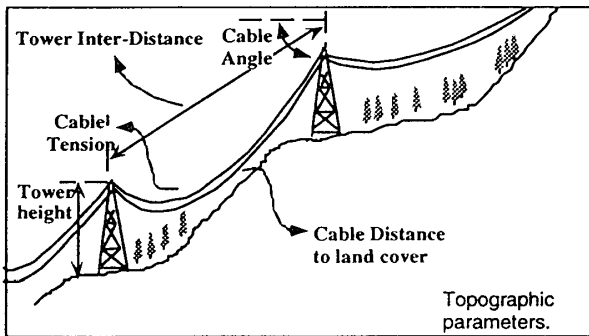 Tower Inter-Distance
Cable
Angle
Cable
Tension
Tower
height
Cable Distance
to land cover
Topographic
parameters.